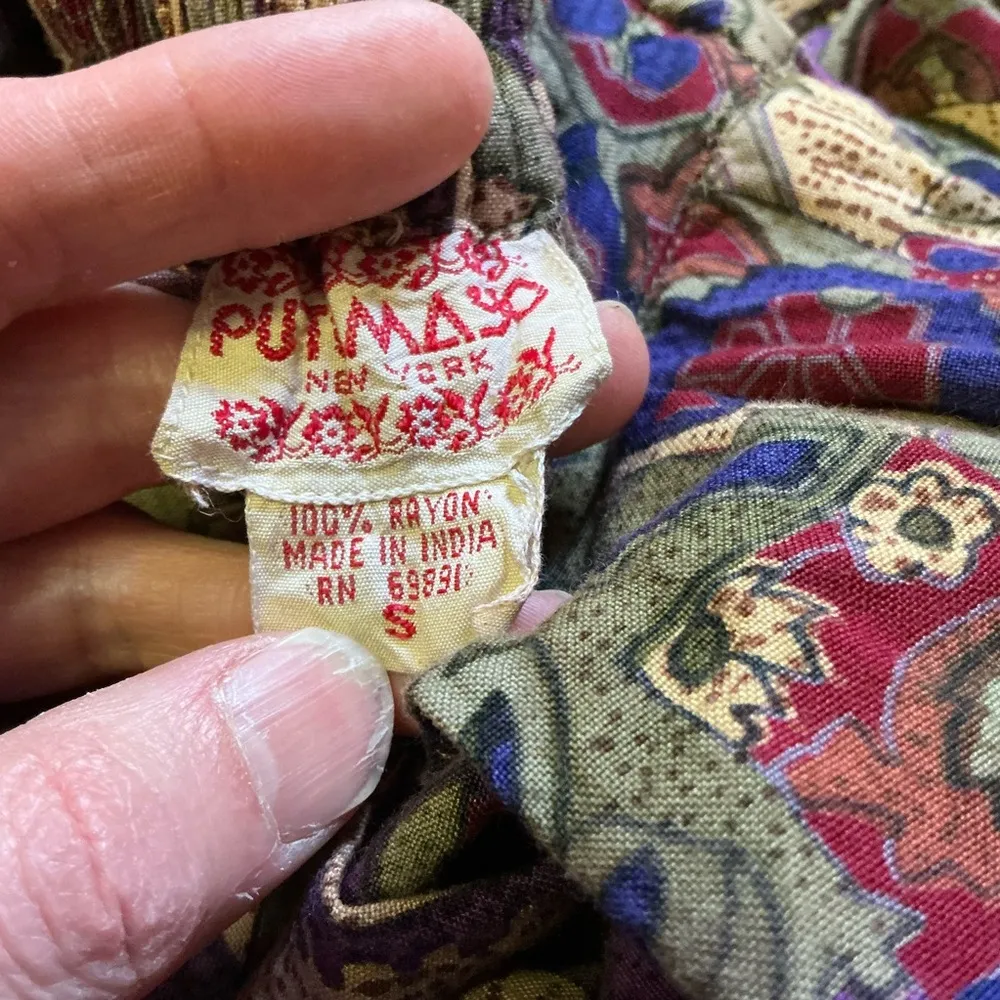 PUTUMAYO
NEW YORK
100% RAYON
MADE IN INDIA
RN 69891
S